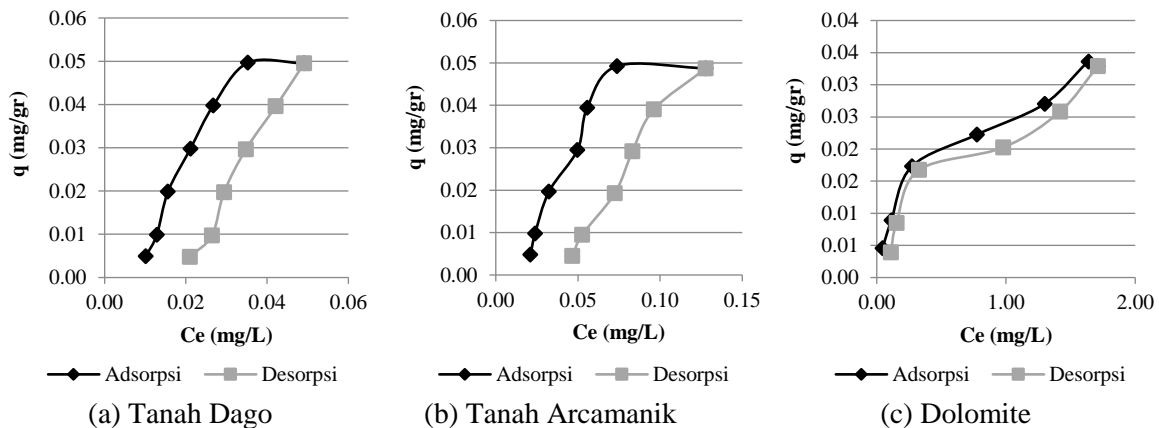 0.06
0.05
0.04
0.03
0.02
0.01
0.00
q (mg/gr)
0.00 0.02 0.04 0.06
Ce (mg/L)
Adsorpsi Desorpsi
(a) Tanah Dago
0.06
0.05
0.04
0.03
0.02
0.01
0.00
q (mg/gr)
0.00 0.05 0.10 0.15
Ce (mg/L)
Adsorpsi Desorpsi
(b) Tanah Arcamanik
0.04
0.04
0.03
0.03
0.02
0.02
0.01
0.01
0.00
q (mg/gr)
0.00 1.00 2.00
Ce (mg/L)
Adsorpsi Desorpsi
(c) Dolomite